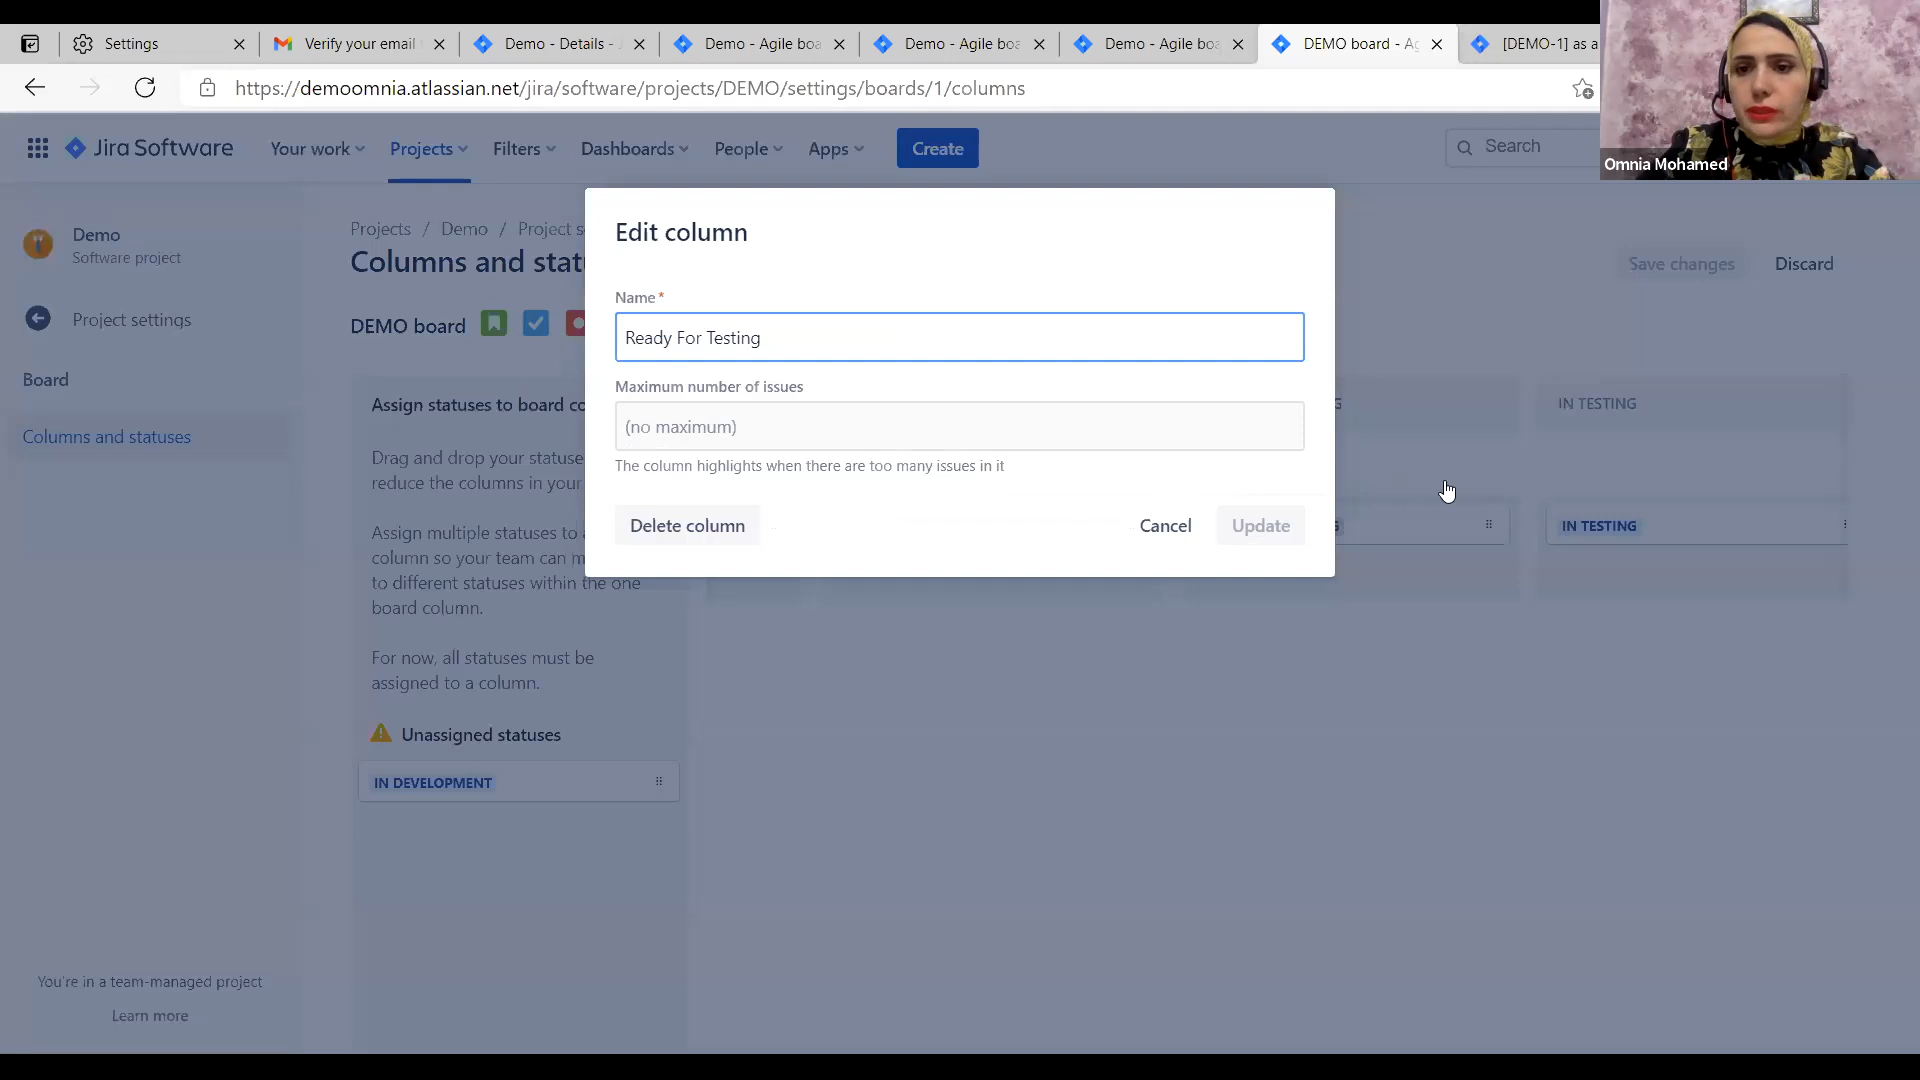 Settings
Verify your email
Demo - Details -
Demo - Agile boa
Demo - Agile boa
Demo - Agile boa
DEMO board - Ag
[DEMO-1] as a
https://demoomnia.atlassian.net/jira/software/projects/DEMO/settings/boards/1/columns
Jira Software
Your work
Projects
Filters
Dashboards
People
Apps
Create
Search
Omnia Mohamed
Demo
Software project
Project settings
Board
Columns and statuses
You're in a team-managed project
Learn more
Projects / Demo / Project s
Columns and stat
Save changes
Discard
DEMO board
Assign statuses to board co
Drag and drop your statuse
reduce the columns in your
Assign multiple statuses to a
column so your team can m
to different statuses within the one
board column.
For now, all statuses must be
assigned to a column.
Unassigned statuses
IN DEVELOPMENT
Edit column
Name*
Ready For Testing
Maximum number of issues
(no maximum)
The column highlights when there are too many issues in it
Delete column
Cancel
Update
G
G
IN TESTING
IN TESTING